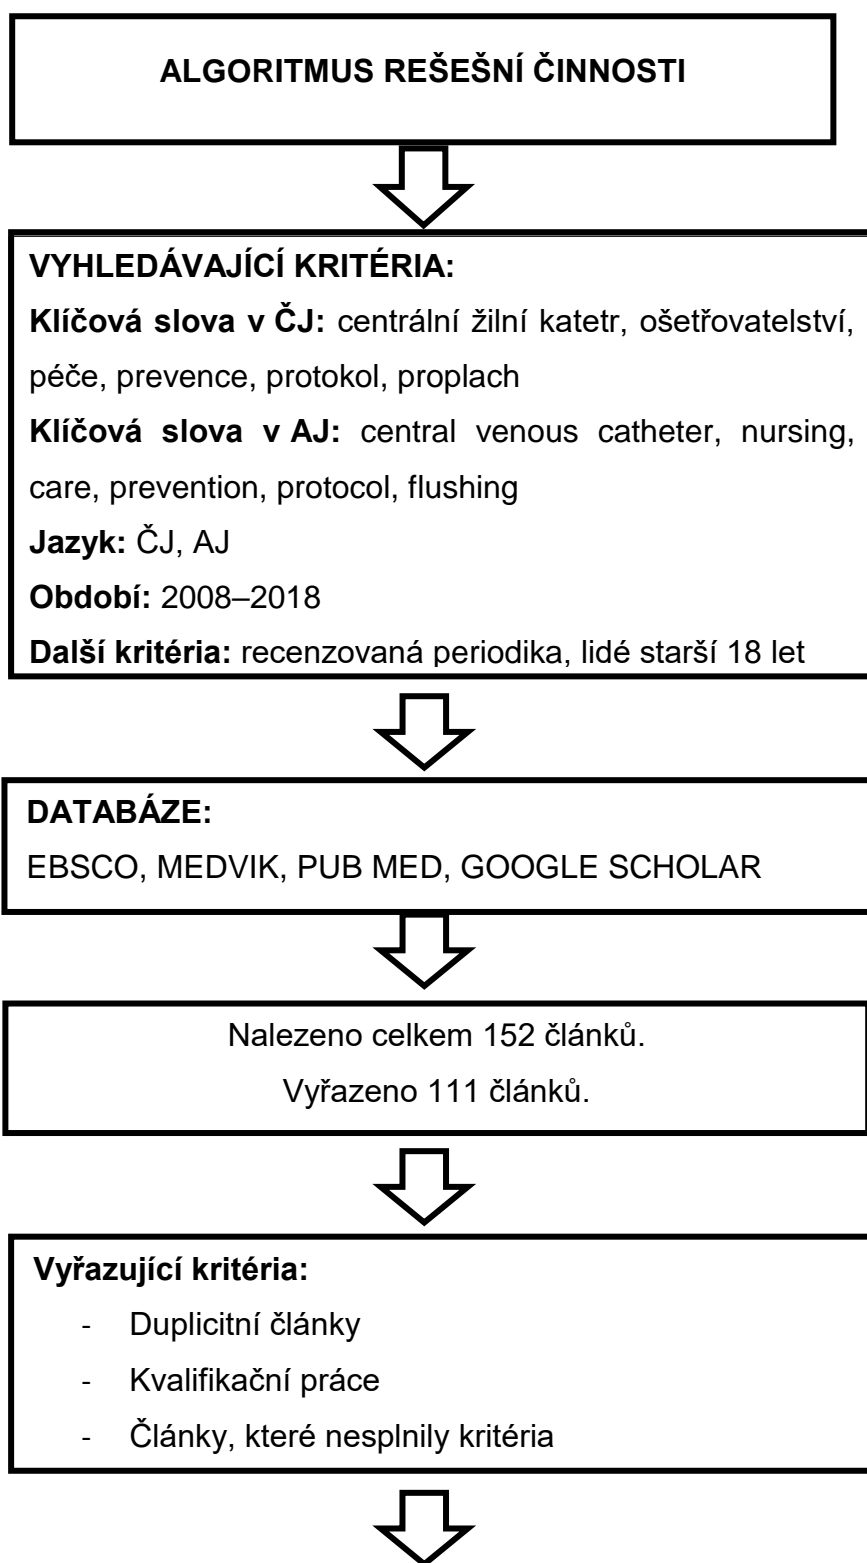 ALGORITMUS REŠEŠNÍ ČINNOSTI
VYHLEDÁVAJÍCÍ KRITÉRIA:
Klíčová slova v ČJ: centrální žilní katetr, ošetřovatelství,
péče, prevence, protokol, proplach
Klíčová slova v AJ: central venous catheter, nursing,
care, prevention, protocol, flushing
Jazyk: ČJ, AJ
Období: 2008–2018
Další kritéria: recenzovaná periodika, lidé starší 18 let
DATABÁZE:
EBSCO, MEDVIK, PUB MED, GOOGLE SCHOLAR
Nalezeno celkem 152 článků.
Vyřazeno 111 článků.
Vyřazující kritéria:
- Duplicitní články
- Kvalifikační práce
- Články, které nesplnily kritéria